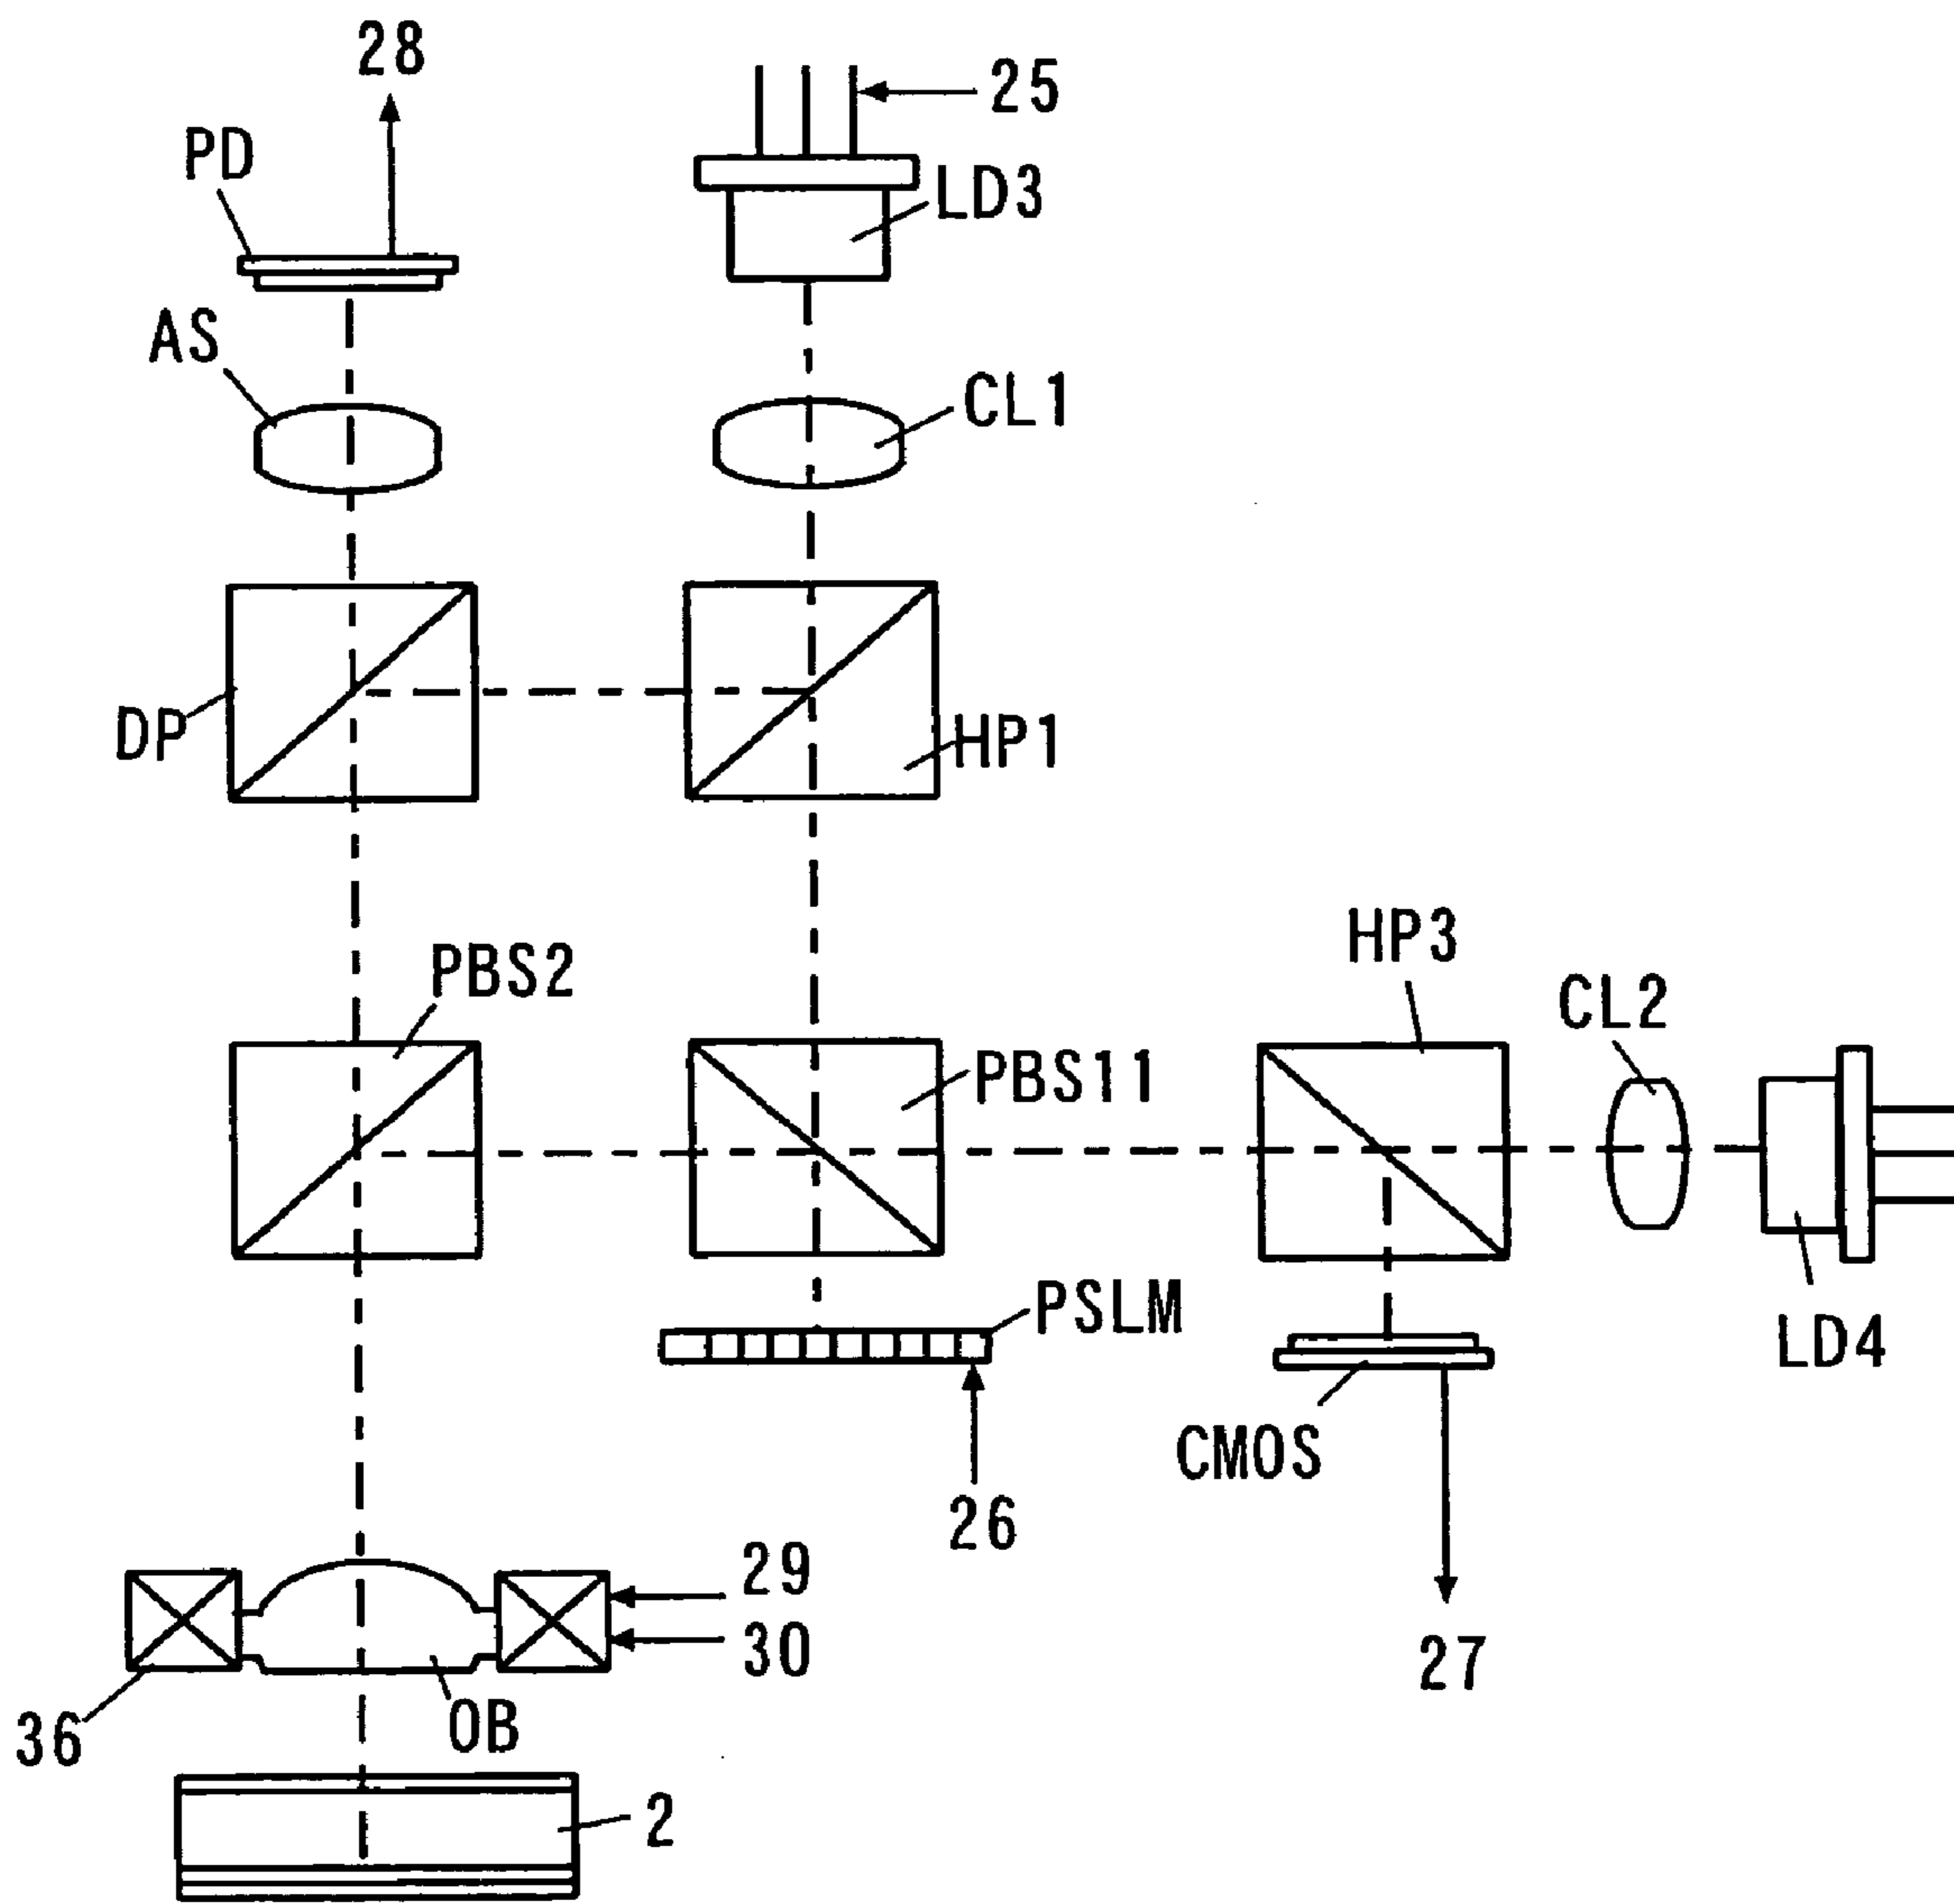 28
25
PD
LD3
AS
CL1
DP
HP1
HP3
PBS2
CL2
PBS11
PSLM
LD4
CMOS
26
29
30
27
36
OB
2